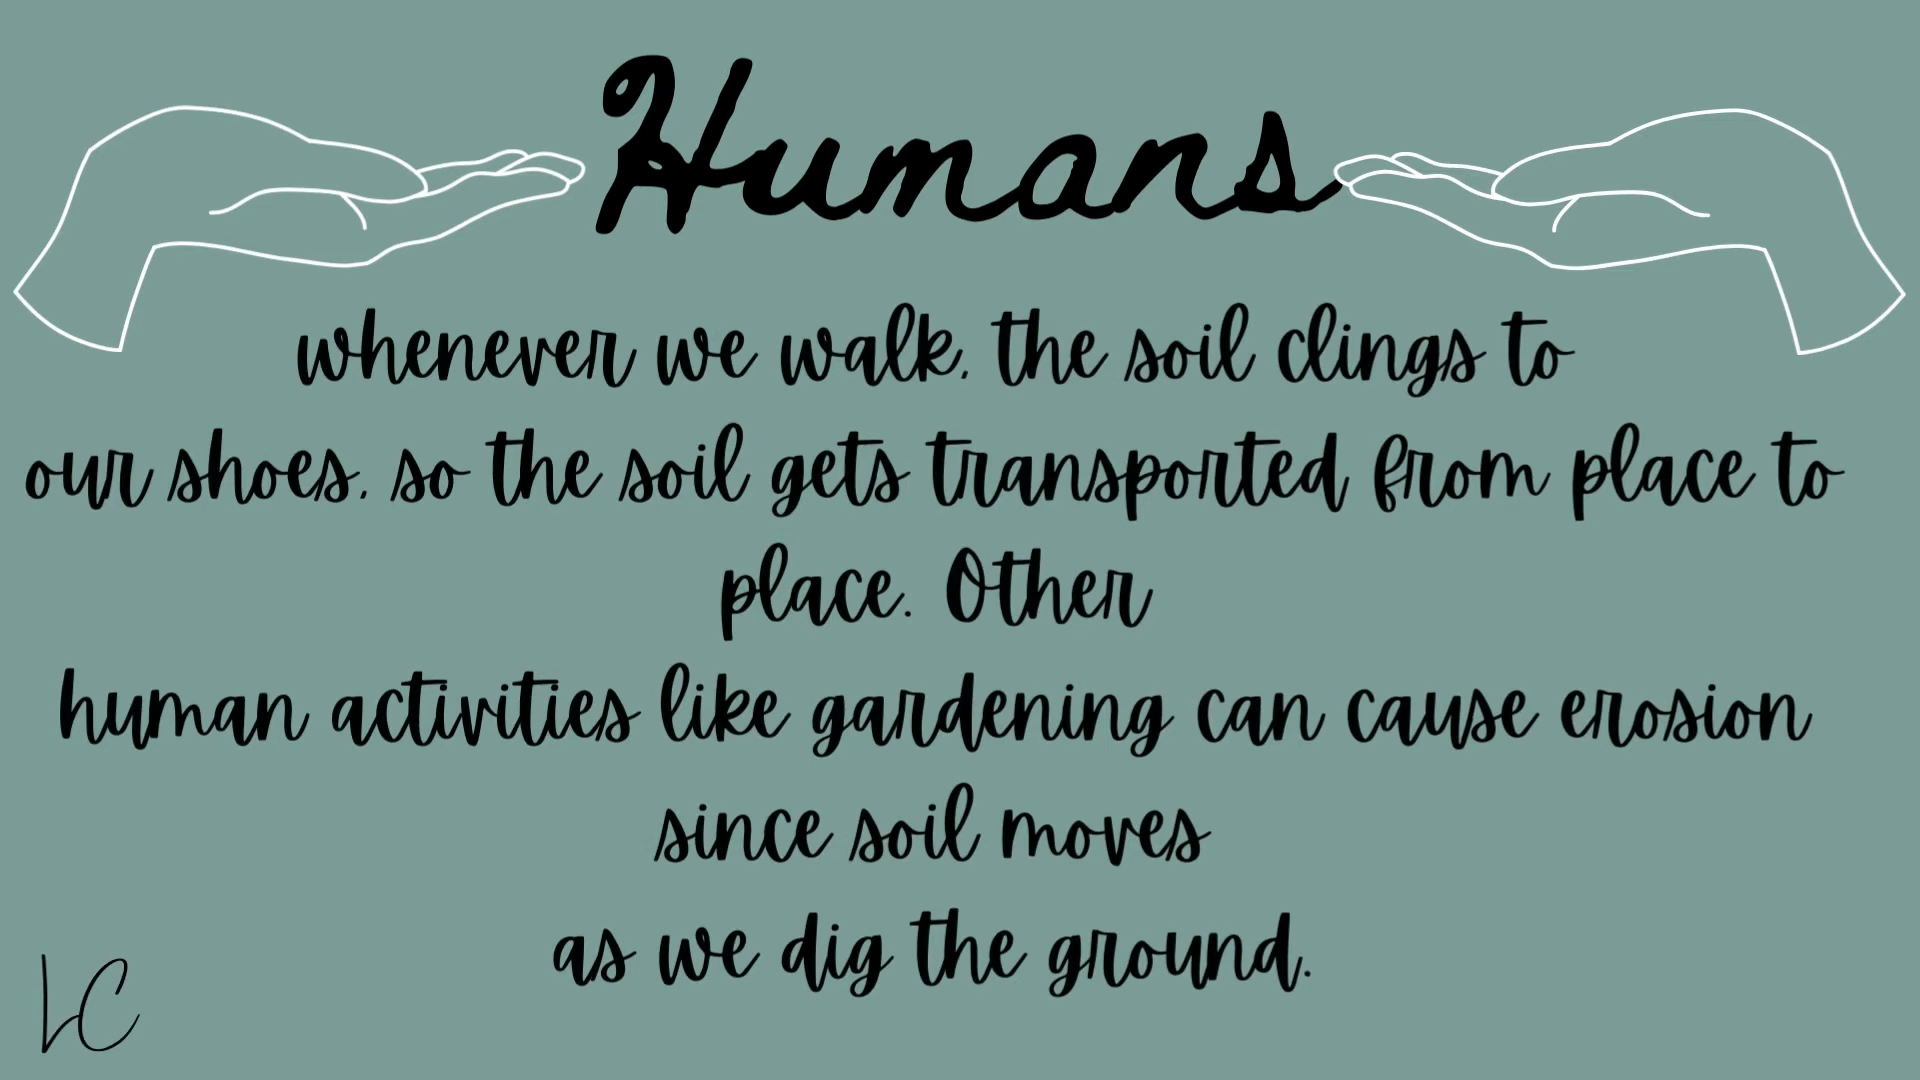 Humans
whenever we walk, the soil clings to
our shoes, so the soil gets transported from place to
place. Other
human activities like gardening can cause erosion
since soil moves
as we dig the ground.
LC